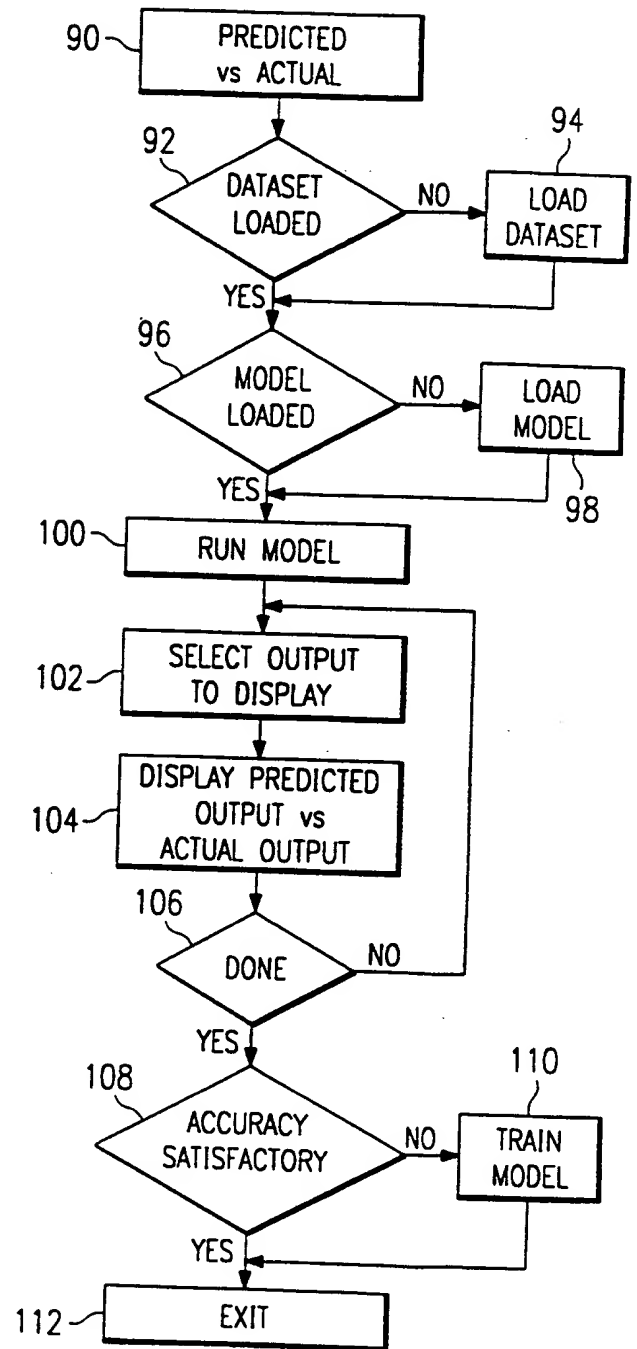 90
PREDICTED
vs ACTUAL
92
DATASET
LOADED
NO
94
LOAD
DATASET
YES
96
MODEL
LOADED
NO
LOAD
MODEL
98
YES
100
RUN MODEL
102
SELECT OUTPUT
TO DISPLAY
104
DISPLAY PREDICTED
OUTPUT vs
ACTUAL OUTPUT
106
DONE
NO
YES
108
ACCURACY
SATISFACTORY
NO
110
TRAIN
MODEL
YES
112
EXIT